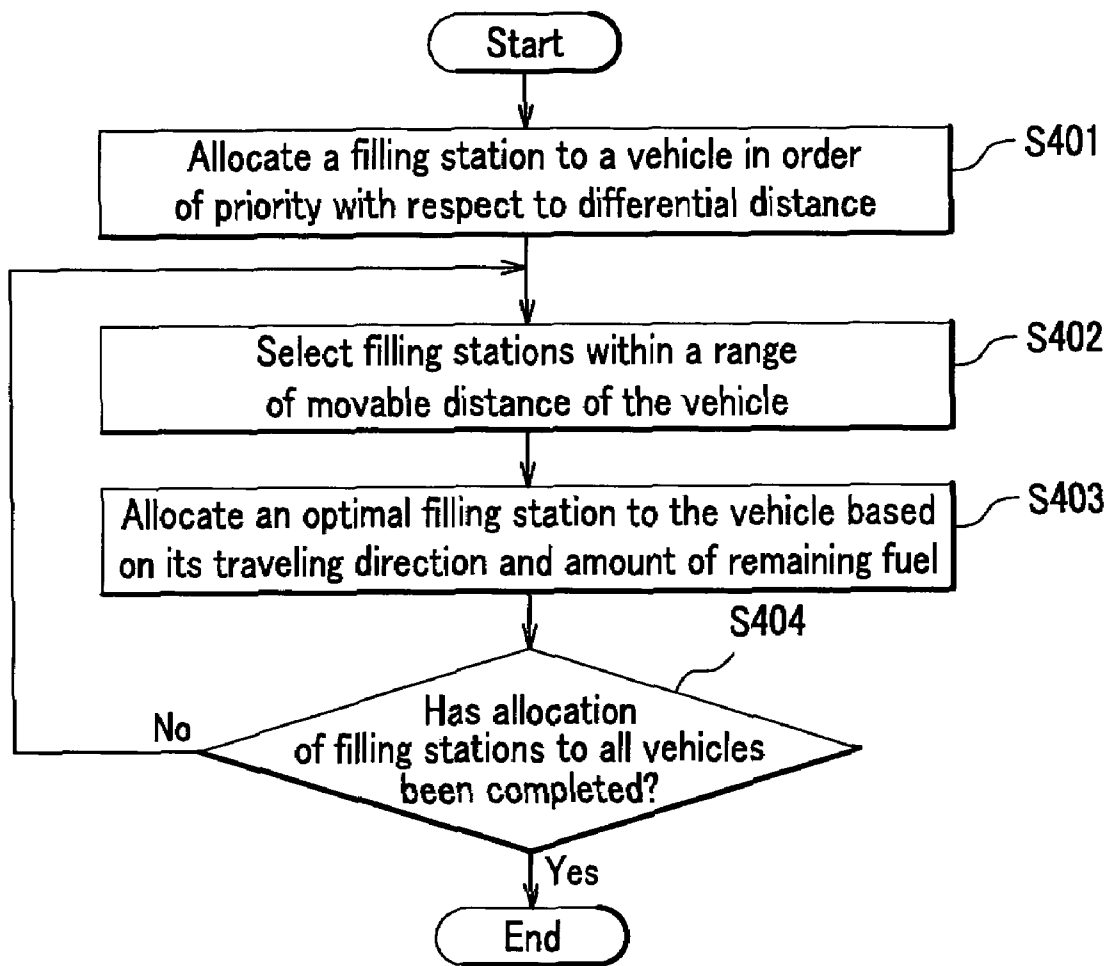 Start
Allocate a filling station to a vehicle in order
of priority with respect to differential distance
S401
Select filling stations within a range
of movable distance of the vehicle
S402
Allocate an optimal filling station to the vehicle based
on its traveling direction and amount of remaining fuel
S403
S404
Has allocation
of filling stations to all vehicles
been completed?
No
Yes
End